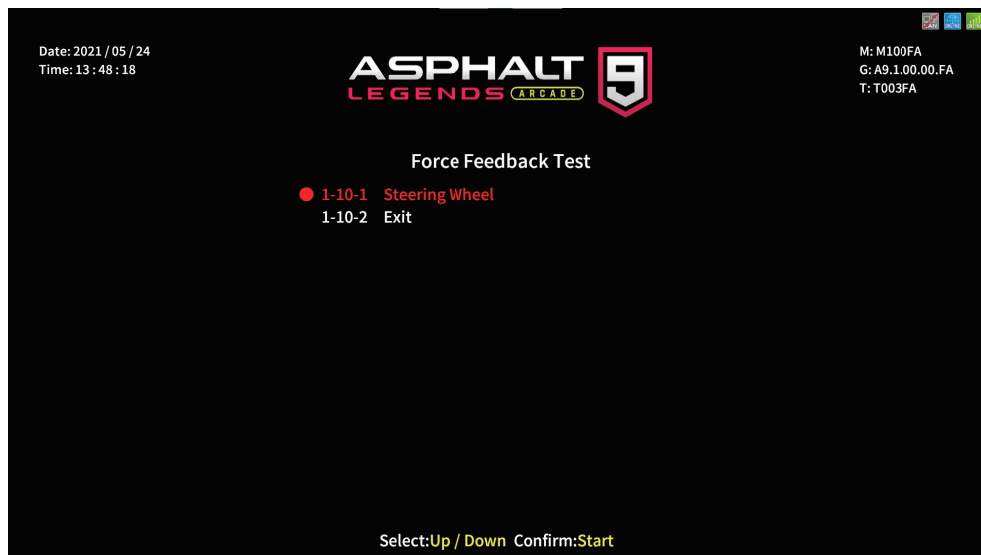 Date: 2021 / 05 / 24
Time: 13 : 48 : 18
ASPHALT 9
LEGENDS ARCADE
M: M100FA
G: A9.1.00.00.FA
T: T003FA
Force Feedback Test
1-10-1 Steering Wheel
1-10-2 Exit
Select:Up / Down Confirm:Start